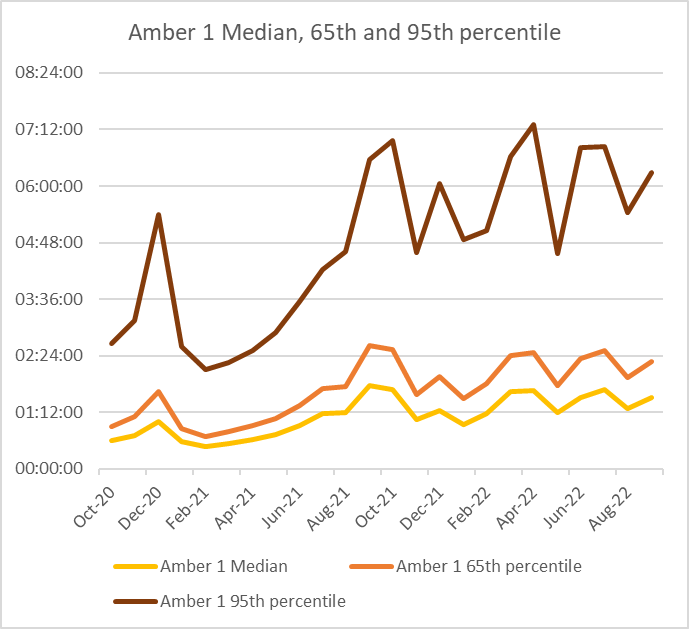 Amber 1 Median, 65th and 95th percentile
08:24:00
07:12:00
06:00:00
04:48:00
03:36:00
02:24:00
01:12:00
00:00:00
Oct-20
Dec-20
Feb-21
Apr-21
Jun-21
Aug-21
Oct-21
Dec-21
Feb-22
Apr-22
Jun-22
Aug-22
Amber 1 Median
Amber 1 65th percentile
Amber 1 95th percentile